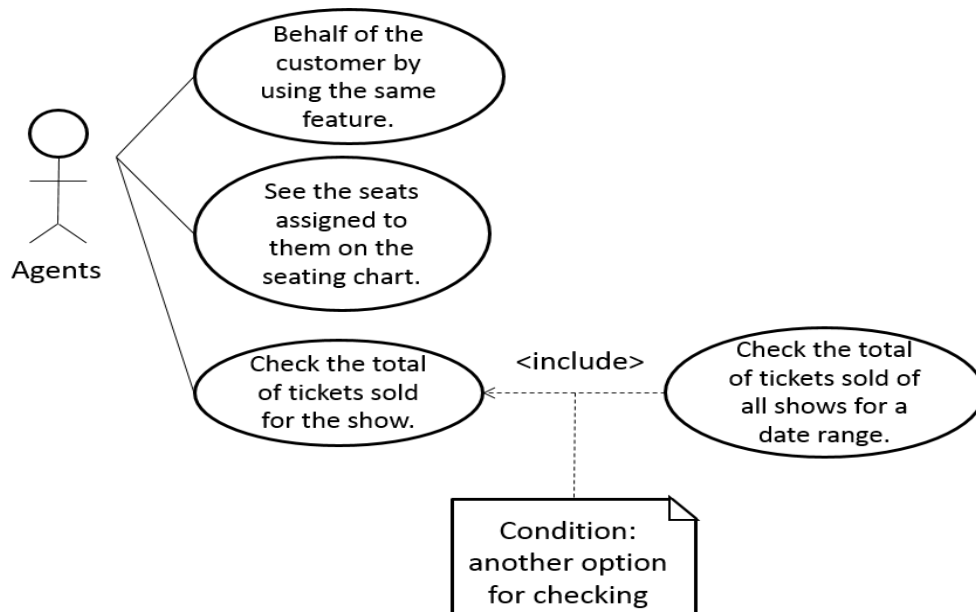 Behalf of the
customer by
using the same
feature.
Agents
See the seats
assigned to
them on the
seating chart.
Check the total
of tickets sold
for the show.
<include>
Check the total
of tickets sold of
all shows for a
date range.
Condition:
another option
for checking